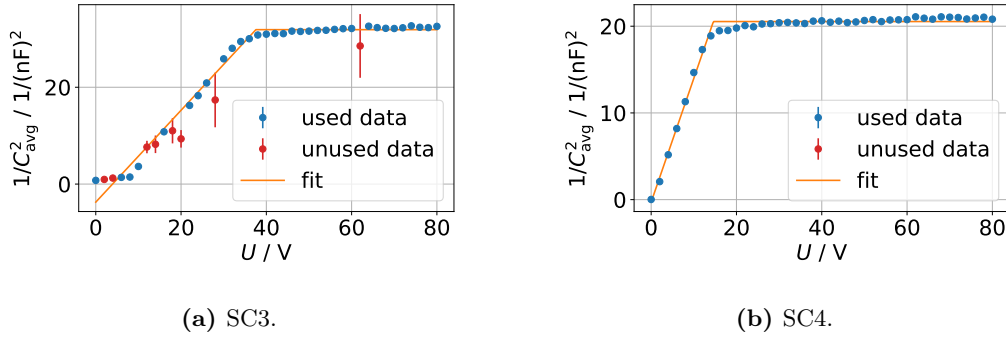 1/C²avg / 1/(nF)²
20
0
used data
unused data
fit
0 20 40 60 80
U / V
(a) SC3.
1/C²avg / 1/(nF)²
20
10
0
used data
unused data
fit
0 20 40 60 80
U / V
(b) SC4.